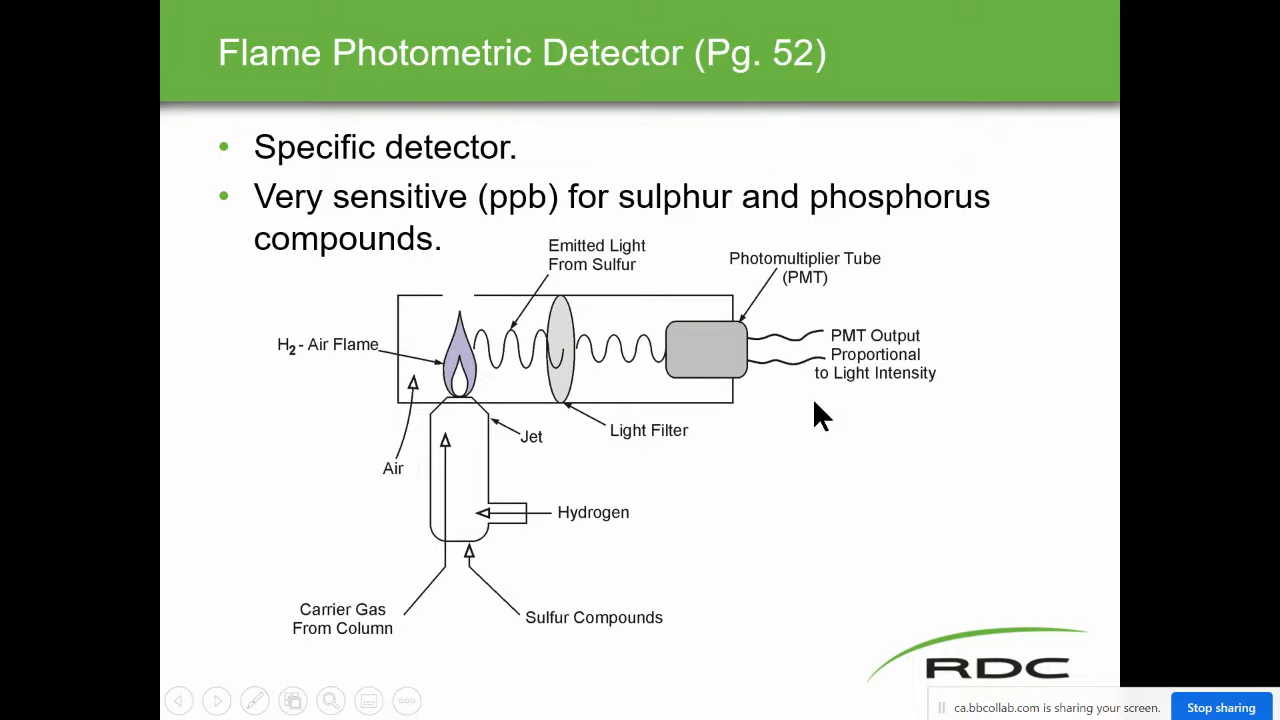 Flame Photometric Detector (Pg. 52)
• Specific detector.
• Very sensitive (ppb) for sulphur and phosphorus
compounds.
Emitted Light
From Sulfur
Photomultiplier Tube
(PMT)
H2 - Air Flame
PMT Output
Proportional
to Light Intensity
Light Filter
Jet
Air
Hydrogen
Carrier Gas
From Column
Sulfur Compounds
RDC
ca.bbcollab.com is sharing your screen.
Stop sharing